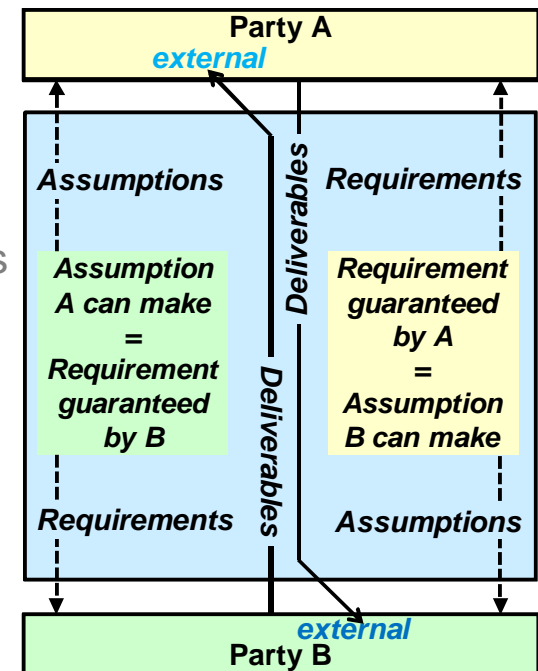 Party A
external
Assumptions
Requirements
Deliverables
s
Assumption
A can make
=
Requirement
guaranteed
by B
Requirement
guaranteed
by A
=
Assumption
B can make
Deliverables
Requirements
Assumptions
external
Party B